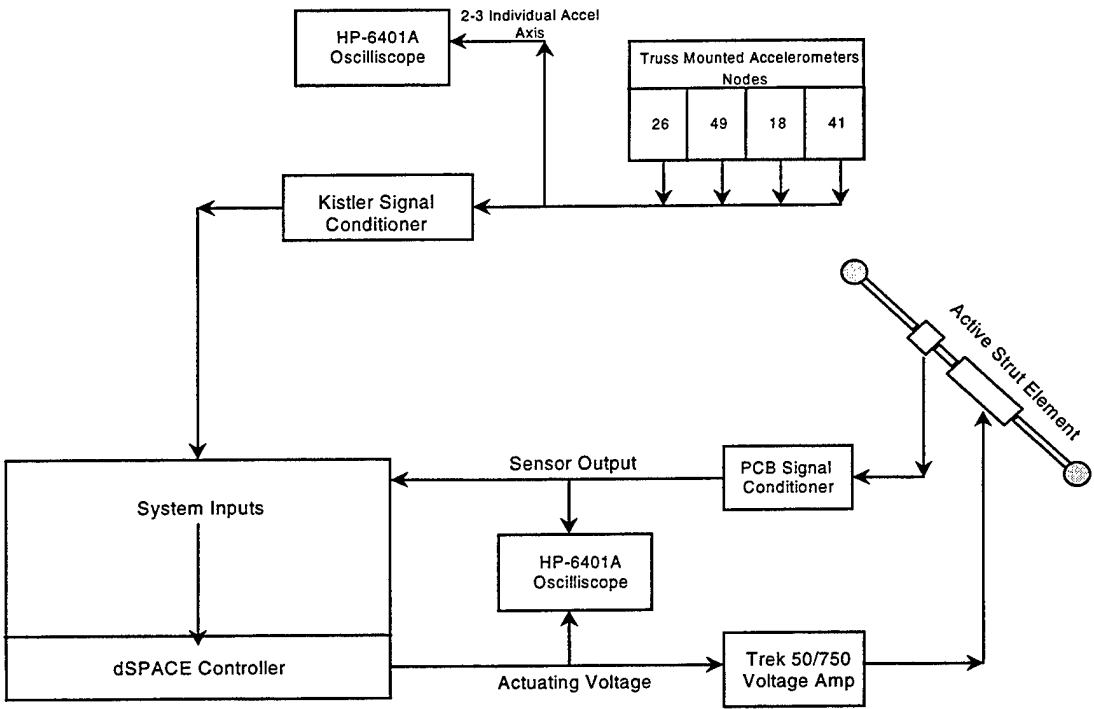 2-3 Individual Accel
Axis
HP-6401A
Oscilliscope
Truss Mounted Accelerometers
Nodes
26 49 18 41
Kistler Signal
Conditioner
Active Strut Element
Sensor Output
PCB Signal
Conditioner
System Inputs
HP-6401A
Oscilliscope
dSPACE Controller
Actuating Voltage
Trek 50/750
Voltage Amp